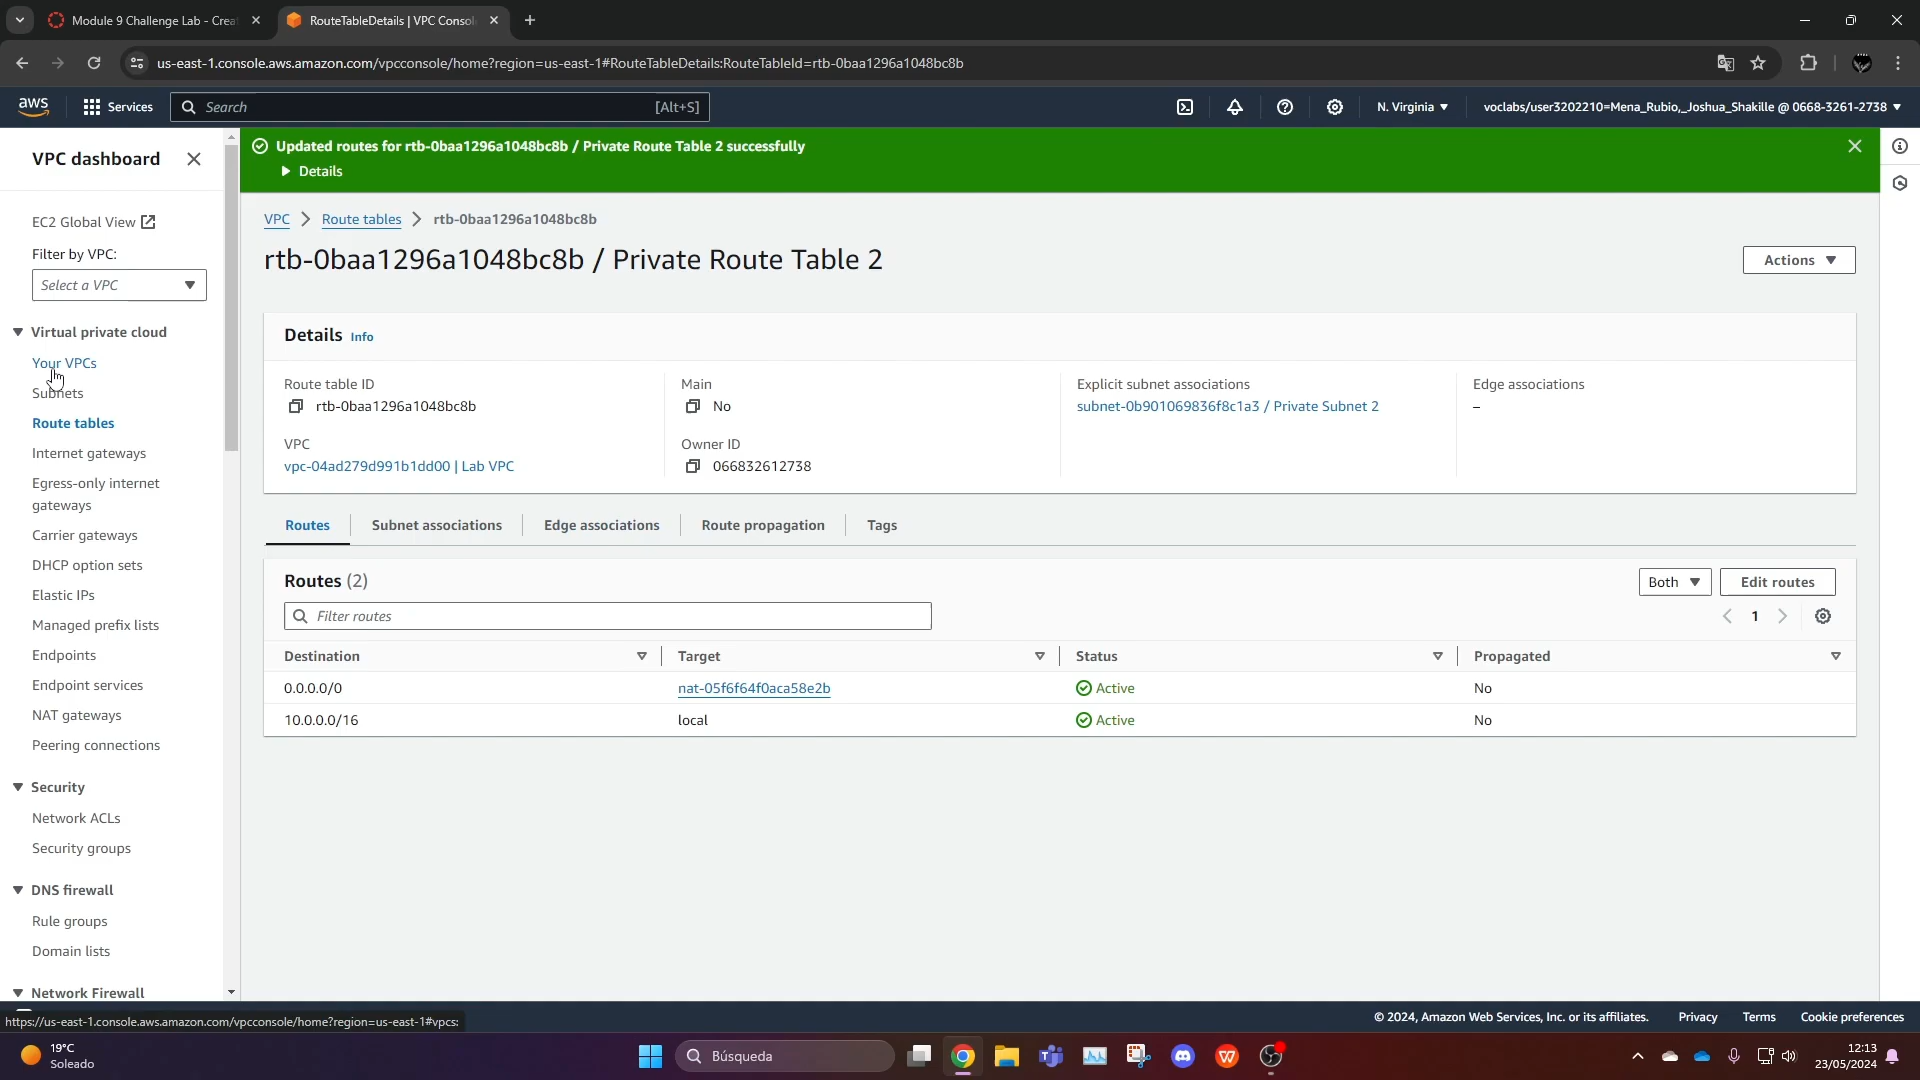 Module 9 Challenge Lab - Crea
RouteTableDetails | VPC Consol
us-east-1.console.aws.amazon.com/vpcconsole/home?region=us-east-1#RouteTableDetails:RouteTableId=rtb-0baa1296a1048bc8b
aws
Services
Search
[Alt+S]
N. Virginia
voclabs/user3202210=Mena_Rubio,_Joshua_Shakille @ 0668-3261-2738
VPC dashboard
EC2 Global View
Filter by VPC:
Select a VPC
Virtual private cloud
Your VPCs
Subnets
Route tables
Internet gateways
Egress-only internet
gateways
Carrier gateways
DHCP option sets
Elastic IPs
Managed prefix lists
Endpoints
Endpoint services
NAT gateways
Peering connections
Security
Network ACLs
Security groups
DNS firewall
Rule groups
Domain lists
Network Firewall
Updated routes for rtb-0baa1296a1048bc8b / Private Route Table 2 successfully
Details
VPC
Route tables
rtb-0baa1296a1048bc8b
rtb-0baa1296a1048bc8b / Private Route Table 2
Actions
Details Info
Route table ID
rtb-0baa1296a1048bc8b
Main
No
Explicit subnet associations
subnet-0b901069836f8c1a3 / Private Subnet 2
Edge associations
–
VPC
vpc-04ad279d991b1dd00 | Lab VPC
Owner ID
066832612738
Routes
Subnet associations
Edge associations
Route propagation
Tags
Routes (2)
Both
Edit routes
Filter routes
1
Destination
Target
Status
Propagated
0.0.0.0/0
nat-05f6f64f0aca58e2b
Active
No
10.0.0.0/16
local
Active
No
https://us-east-1.console.aws.amazon.com/vpcconsole/home?region=us-east-1#vpcs:
© 2024, Amazon Web Services, Inc. or its affiliates.
Privacy
Terms
Cookie preferences
19°C
Soleado
Búsqueda
12:13
23/05/2024